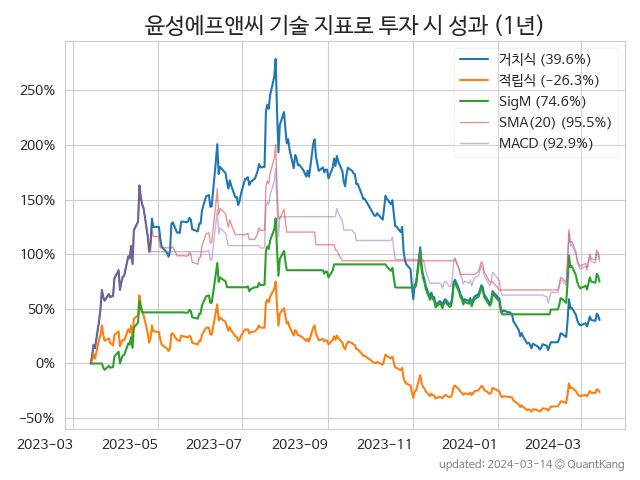 윤성에프앤씨 기술 지표로 투자 시 성과 (1년)
거치식 (39.6%)
적립식 (−26.3%)
SigM (74.6%)
SMA(20) (95.5%)
MACD (92.9%)
250%
200%
150%
100%
50%
0%
−50%
2023−03 2023−05 2023−07 2023−09 2023−11 2024−01 2024−03
updated: 2024−03−14 © QuantKang